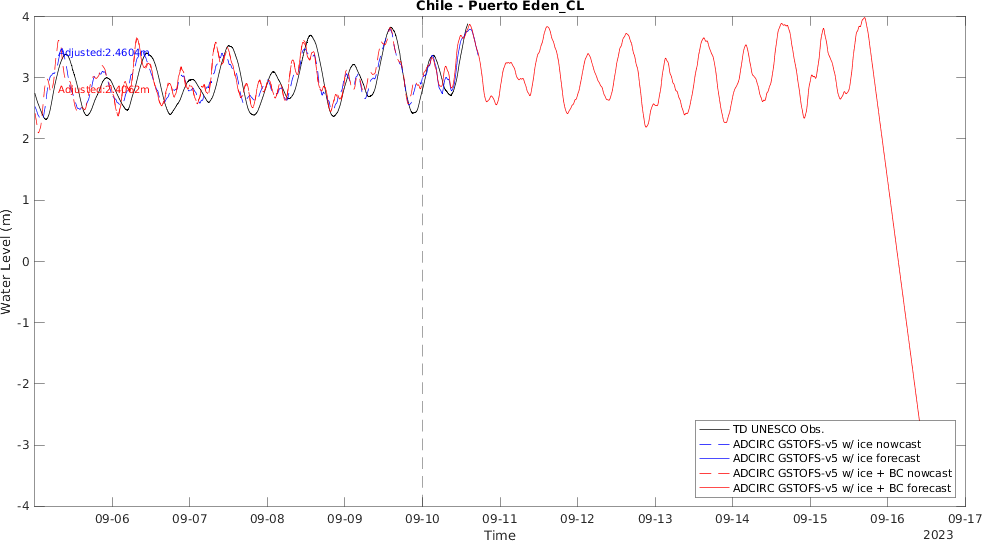 Chile - Puerto Eden_CL
4
3
2
1
0
-1
-2
-3
-4
Water Level (m)
Adjusted:2.4604m
Adjusted:2.4062m
TD UNESCO Obs.
ADCIRC GSTOFS-v5 w/ ice nowcast
ADCIRC GSTOFS-v5 w/ ice forecast
ADCIRC GSTOFS-v5 w/ ice + BC nowcast
ADCIRC GSTOFS-v5 w/ ice + BC forecast
09-06 09-07 09-08 09-09 09-10 09-11 09-12 09-13 09-14 09-15 09-16 09-17
Time
2023